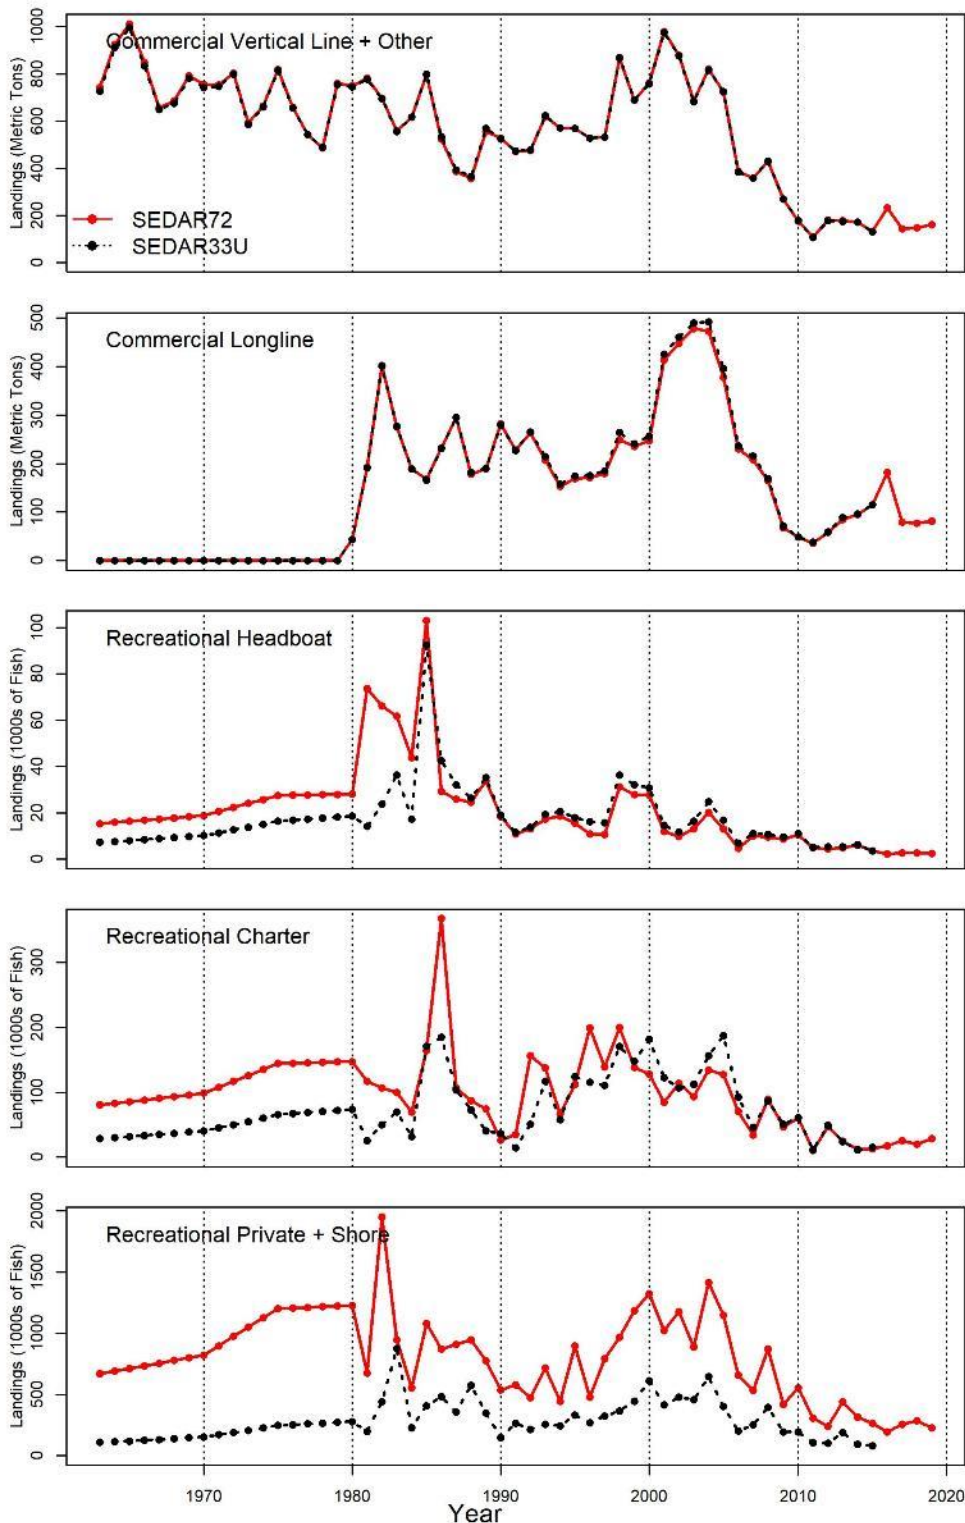 Commercial Vertical Line + Other
Landings (Metric Tons)
1000
800
600
400
200
0
SEDAR72
SEDAR33U
Commercial Longline
Landings (Metric Tons)
500
400
300
200
100
0
Recreational Headboat
Landings (1000s of Fish)
100
80
60
40
20
0
Recreational Charter
Landings (1000s of Fish)
300
200
100
0
Recreational Private + Shore
Landings (1000s of Fish)
2000
1500
1000
500
0
1970 1980 1990 2000 2010 2020
Year